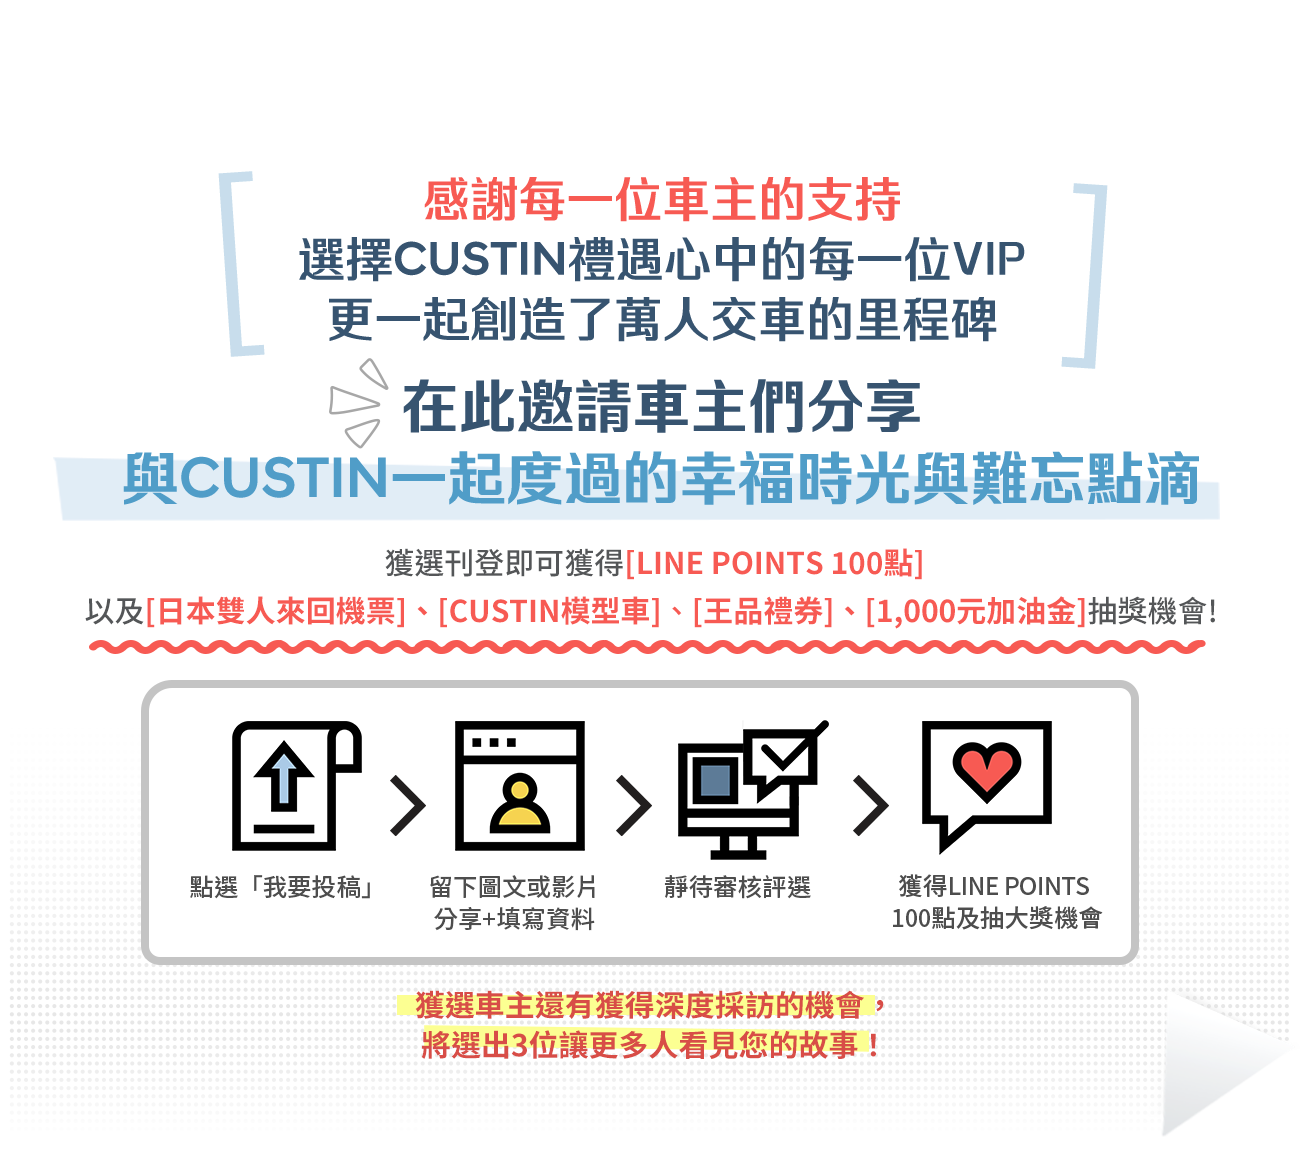 感謝每一位車主的支持
選擇CUSTIN禮遇心中的每一位VIP
更一起創造了萬人交車的里程碑
在此邀請車主們分享
與CUSTIN一起度過的幸福時光與難忘點滴
獲選刊登即可獲得[LINE POINTS 100點]
以及[日本雙人來回機票]、[CUSTIN模型車]、[王品禮券]、[1,000元加油金]抽獎機會!
點選「我要投稿」
留下圖文或影片
分享+填寫資料
靜待審核評選
獲得LINE POINTS
100點及抽大獎機會
獲選車主還有獲得深度採訪的機會，
將選出3位讓更多人看見您的故事！